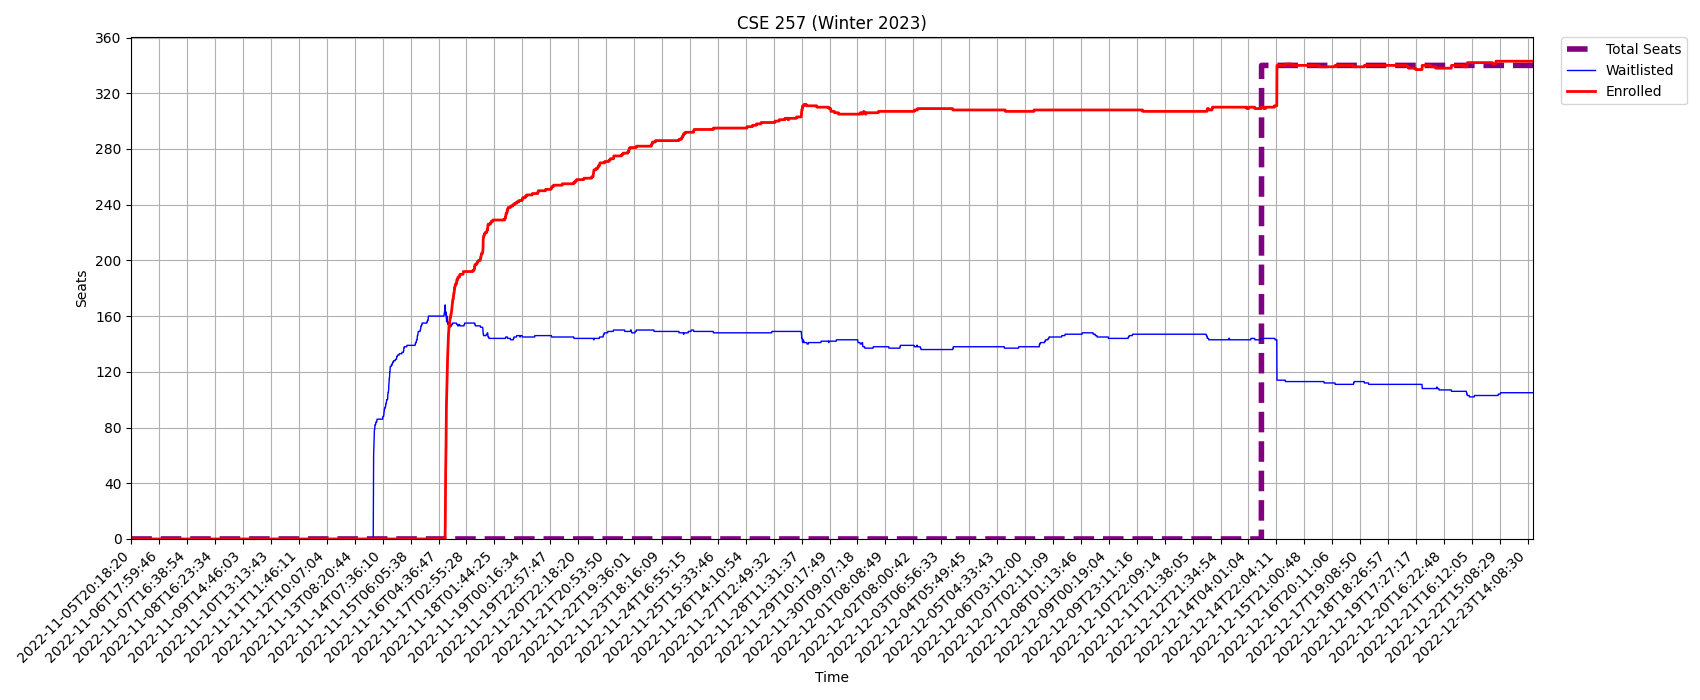 CSE 257 (Winter 2023)
Total Seats
Waitlisted
Enrolled
Seats
360
320
280
240
200
160
120
80
40
0
2022-11-05T20:18:20
2022-11-06T17:59:46
2022-11-07T16:38:54
2022-11-08T16:23:34
2022-11-09T14:46:03
2022-11-10T13:13:43
2022-11-11T11:46:11
2022-11-12T10:07:04
2022-11-13T08:20:44
2022-11-14T07:36:10
2022-11-15T06:05:38
2022-11-16T04:36:47
2022-11-17T02:55:28
2022-11-18T01:44:25
2022-11-19T00:16:34
2022-11-19T22:57:47
2022-11-20T22:18:20
2022-11-21T20:53:50
2022-11-22T19:36:01
2022-11-23T18:16:09
2022-11-24T16:55:15
2022-11-25T15:33:46
2022-11-26T14:10:54
2022-11-27T12:49:32
2022-11-28T11:31:37
2022-11-29T10:17:49
2022-11-30T09:07:18
2022-12-01T08:08:49
2022-12-02T08:00:42
2022-12-03T06:56:33
2022-12-04T05:49:45
2022-12-05T04:33:43
2022-12-06T03:12:00
2022-12-07T02:11:09
2022-12-08T01:13:46
2022-12-09T00:19:04
2022-12-09T23:11:16
2022-12-10T22:09:14
2022-12-11T21:38:05
2022-12-12T21:34:54
2022-12-14T04:01:04
2022-12-14T22:04:11
2022-12-15T21:00:48
2022-12-16T20:11:06
2022-12-17T19:08:50
2022-12-18T18:26:57
2022-12-19T17:27:17
2022-12-20T16:22:48
2022-12-21T16:12:05
2022-12-22T15:08:29
2022-12-23T14:08:30
Time